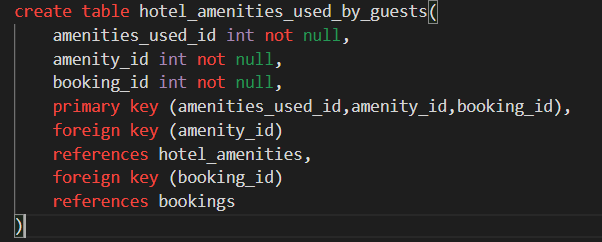 create table hotel_amenities_used_by_guests(
    amenities_used_id int not null,
    amenity_id int not null,
    booking_id int not null,
    primary key (amenities_used_id,amenity_id,booking_id),
    foreign key (amenity_id)
    references hotel_amenities,
    foreign key (booking_id)
    references bookings
)